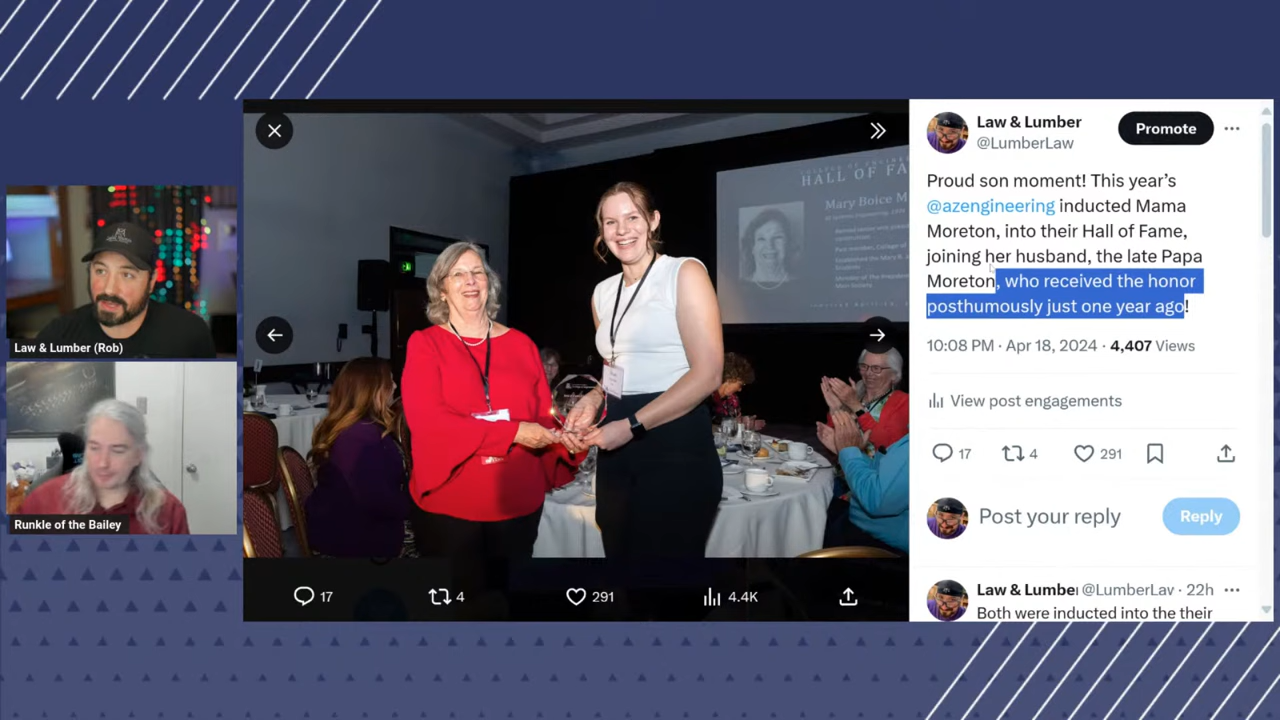 Law & Lumber (Rob)
Runkle of the Bailey
HALL OF FA
Mary Boice M
17
4
291
4.4K
Law & Lumber
@LumberLaw
Promote
Proud son moment! This year's
@azengineering inducted Mama
Moreton, into their Hall of Fame,
joining her husband, the late Papa
Moreton, who received the honor
posthumously just one year ago!
10:08 PM · Apr 18, 2024 · 4,407 Views
View post engagements
17
4
291
Post your reply
Reply
Law & Lumbe @LumberLav · 22h
Both were inducted into the their